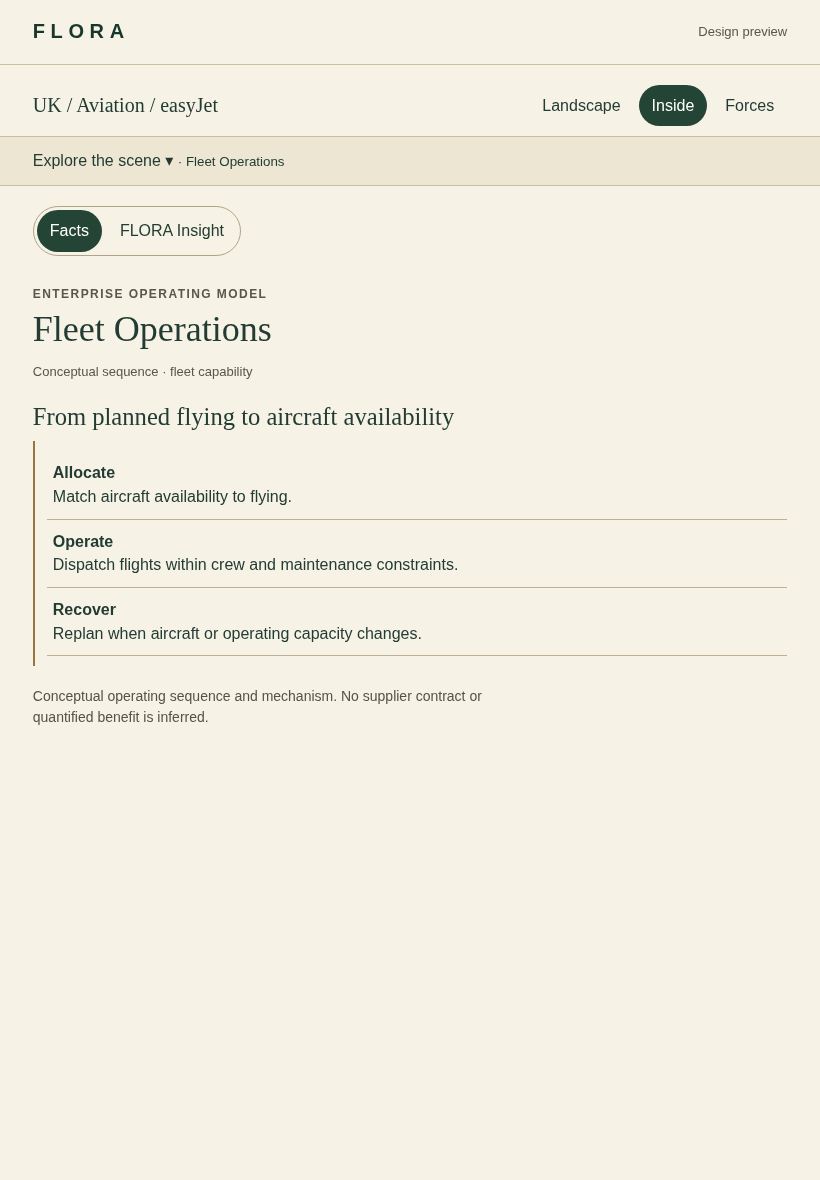 FLORA
Design preview
UK / Aviation / easyJet
Landscape
Inside
Forces
Explore the scene ▾ · Fleet Operations
Facts
FLORA Insight
ENTERPRISE OPERATING MODEL
Fleet Operations
Conceptual sequence · fleet capability
From planned flying to aircraft availability
Allocate
Match aircraft availability to flying.
Operate
Dispatch flights within crew and maintenance constraints.
Recover
Replan when aircraft or operating capacity changes.
Conceptual operating sequence and mechanism. No supplier contract or
quantified benefit is inferred.